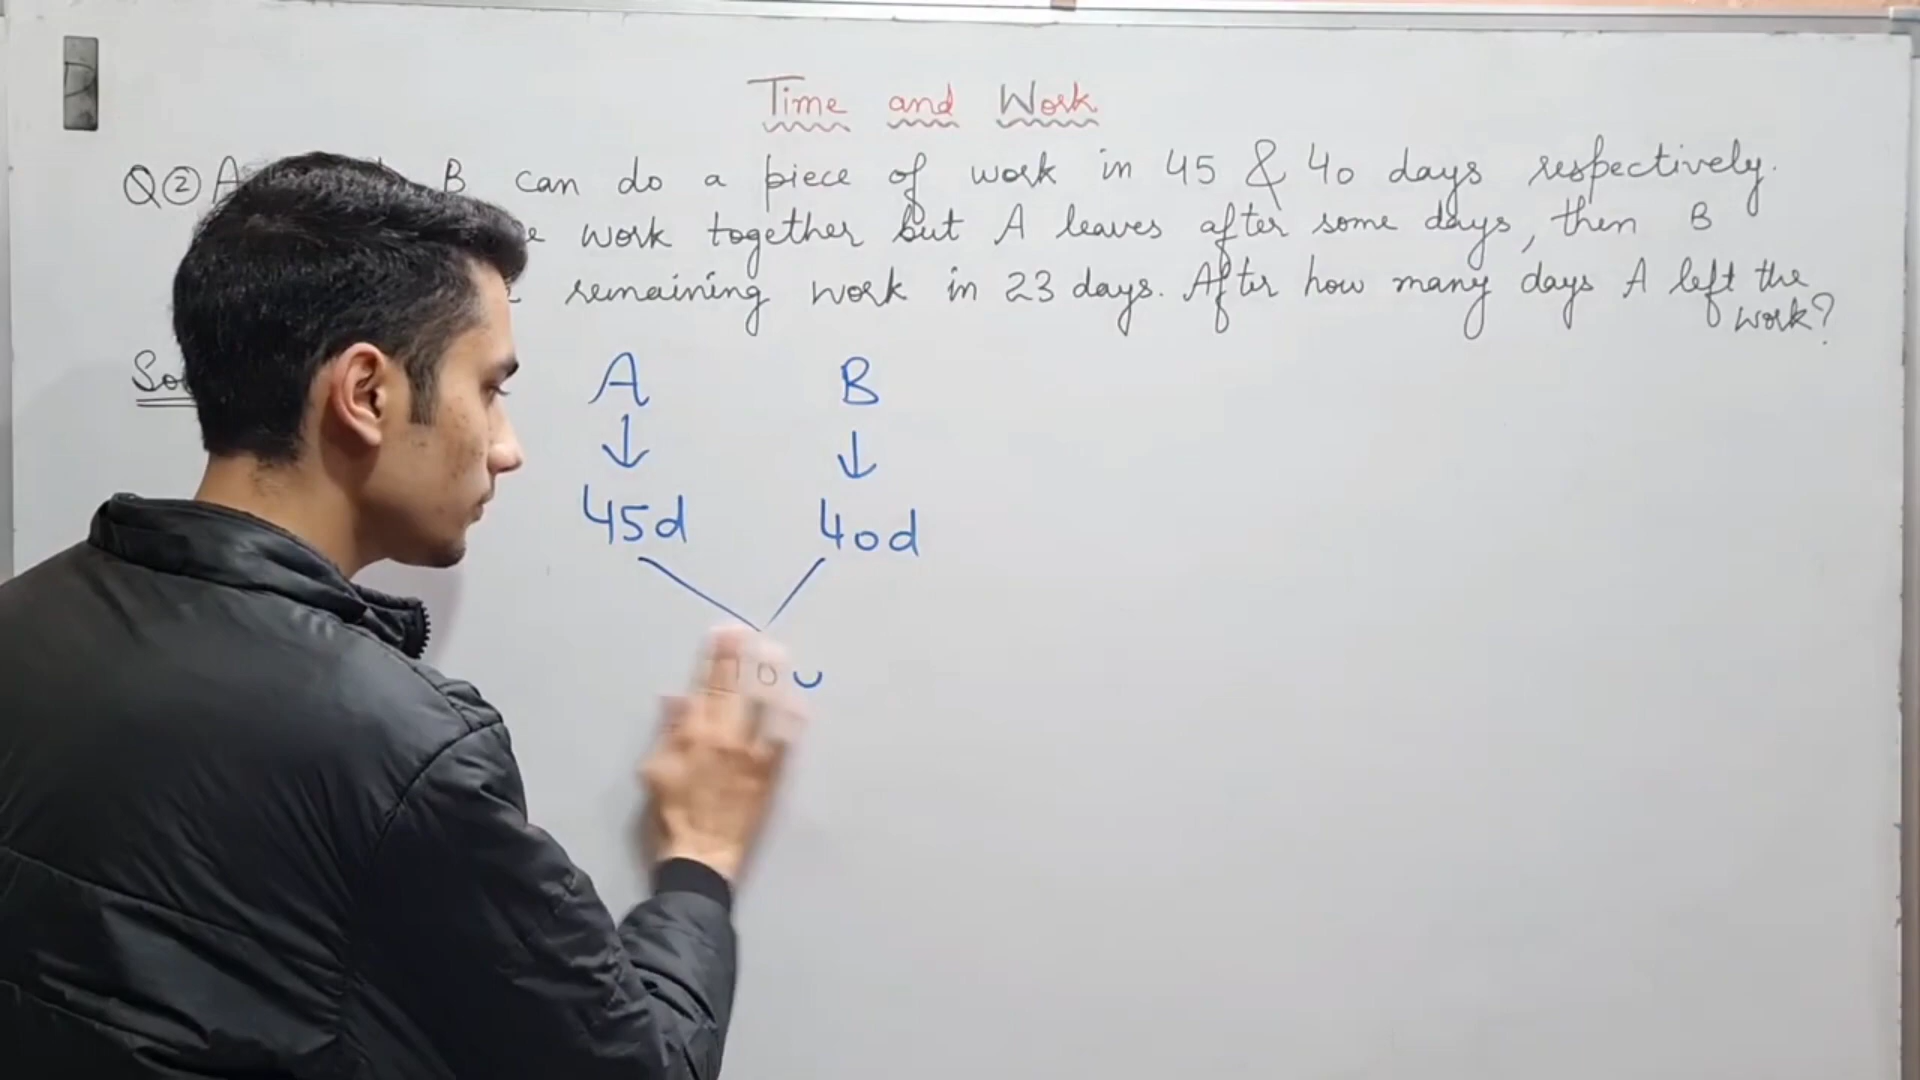 Time and Work
Q② A B can do a piece of work in 45 & 40 days respectively.
work together but A leaves after some days, then B
remaining work in 23 days. After how many days A left the
work?
A B
↓ ↓
45d 40d